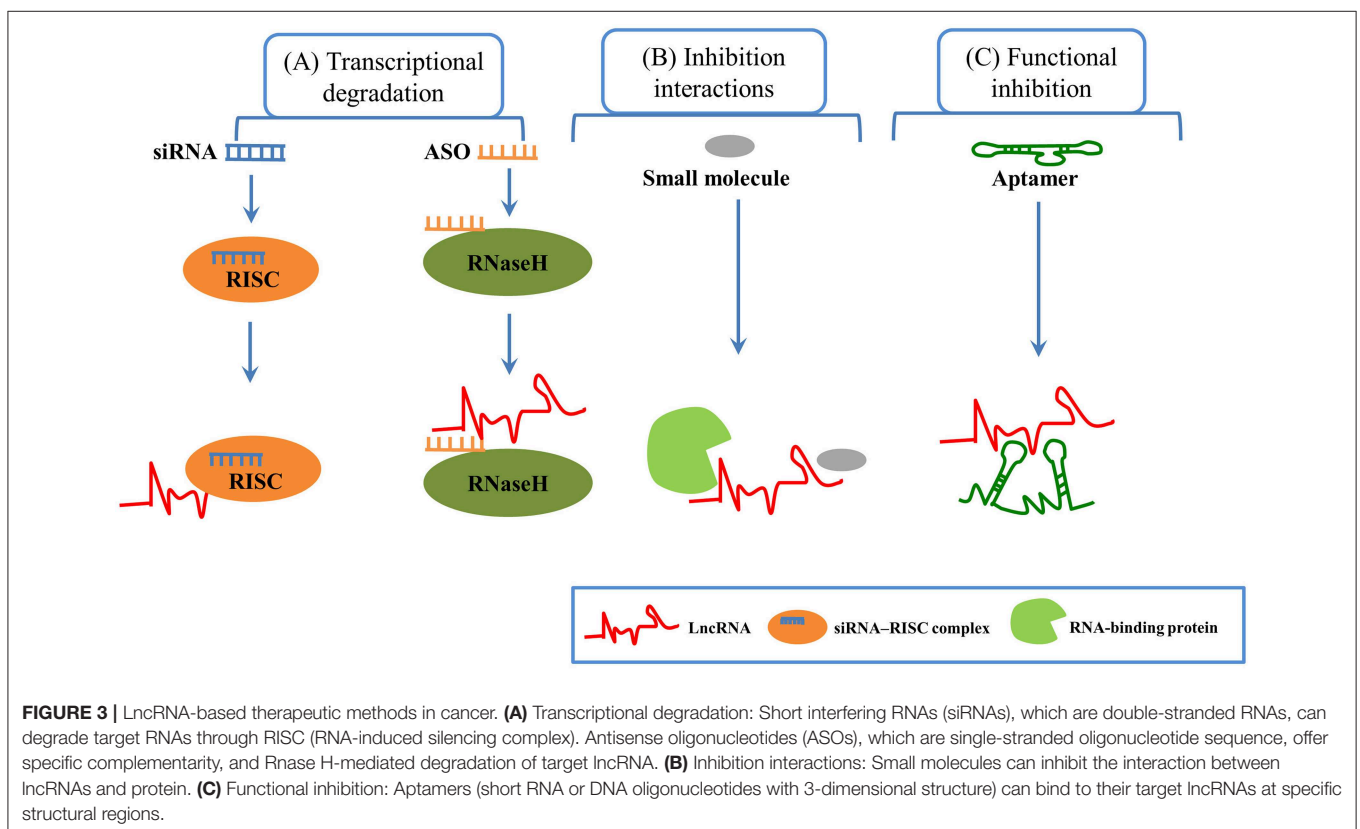 (A) Transcriptional
degradation
(B) Inhibition
interactions
(C) Functional
inhibition
siRNA
ASO
Small molecule
Aptamer
RISC
RNaseH
RISC
RNaseH
LncRNA
siRNA–RISC complex
RNA-binding protein
FIGURE 3 | LncRNA-based therapeutic methods in cancer. (A) Transcriptional degradation: Short interfering RNAs (siRNAs), which are double-stranded RNAs, can
degrade target RNAs through RISC (RNA-induced silencing complex). Antisense oligonucleotides (ASOs), which are single-stranded oligonucleotide sequence, offer
specific complementarity, and Rnase H-mediated degradation of target lncRNA. (B) Inhibition interactions: Small molecules can inhibit the interaction between
lncRNAs and protein. (C) Functional inhibition: Aptamers (short RNA or DNA oligonucleotides with 3-dimensional structure) can bind to their target lncRNAs at specific
structural regions.